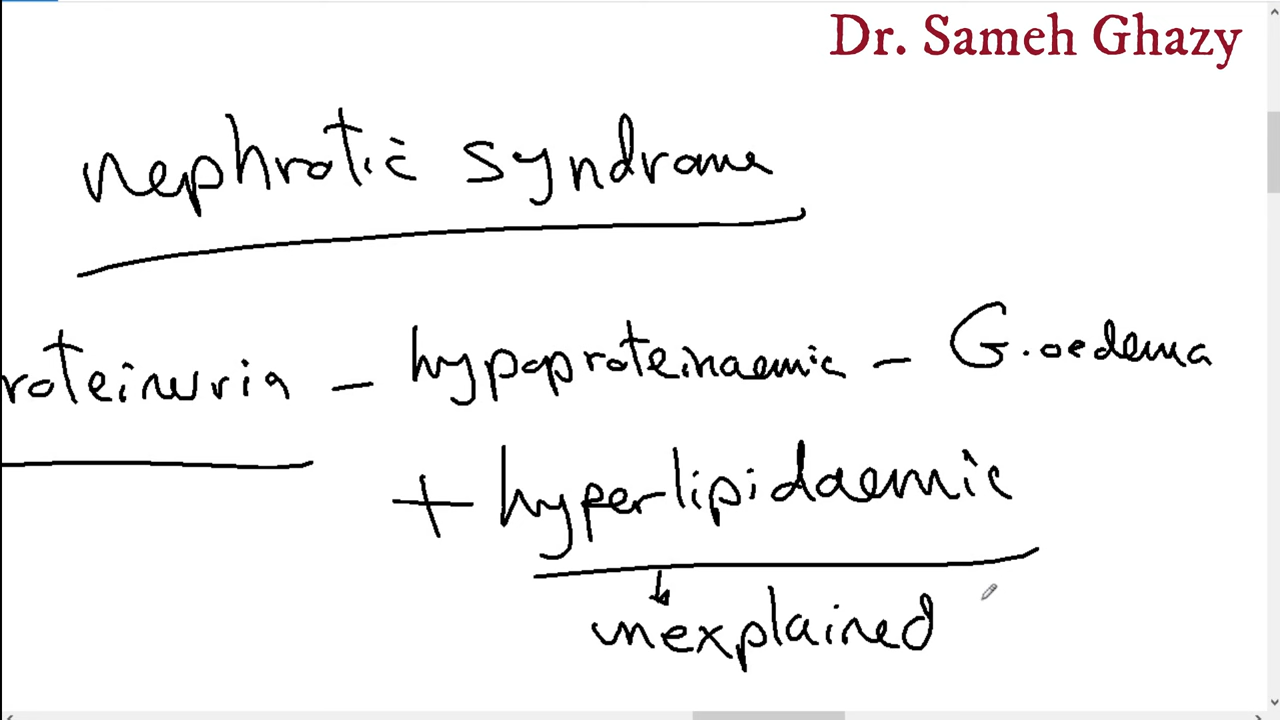 Dr. Sameh Ghazy
nephrotic syndrome
roteinuria - hypoproteinaemic - G.oedema
+ hyperlipidaemic
unexplained